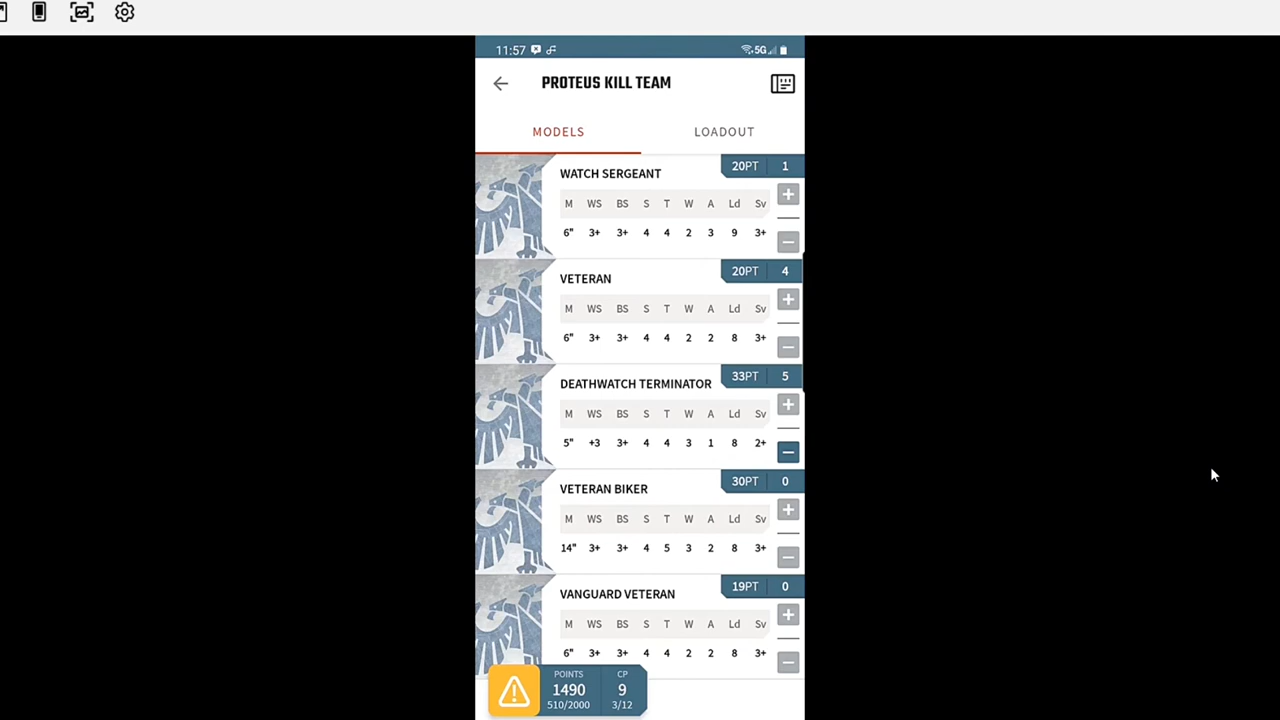 11:57 5G
PROTEUS KILL TEAM
MODELS LOADOUT
WATCH SERGEANT 20PT 1
M WS BS S T W A Ld Sv
6" 3+ 3+ 4 4 2 3 9 3+
VETERAN 20PT 4
M WS BS S T W A Ld Sv
6" 3+ 3+ 4 4 2 2 8 3+
DEATHWATCH TERMINATOR 33PT 5
M WS BS S T W A Ld Sv
5" +3 3+ 4 4 3 1 8 2+
VETERAN BIKER 30PT 0
M WS BS S T W A Ld Sv
14" 3+ 3+ 4 5 3 2 8 3+
VANGUARD VETERAN 19PT 0
M WS BS S T W A Ld Sv
6" 3+ 3+ 4 4 2 2 8 3+
POINTS CP
1490 9
510/2000 3/12